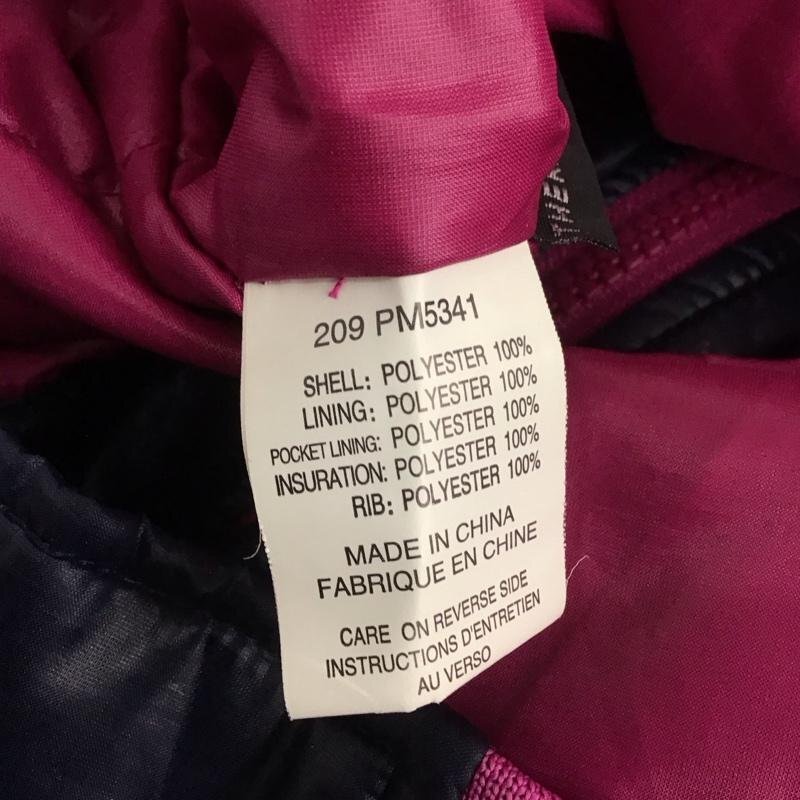 209 PM5341
SHELL: POLYESTER 100%
LINING: POLYESTER 100%
POCKET LINING: POLYESTER 100%
INSURATION: POLYESTER 100%
RIB: POLYESTER 100%
MADE IN CHINA
FABRIQUE EN CHINE
CARE ON REVERSE SIDE
INSTRUCTIONS D'ENTRETIEN
AU VERSO